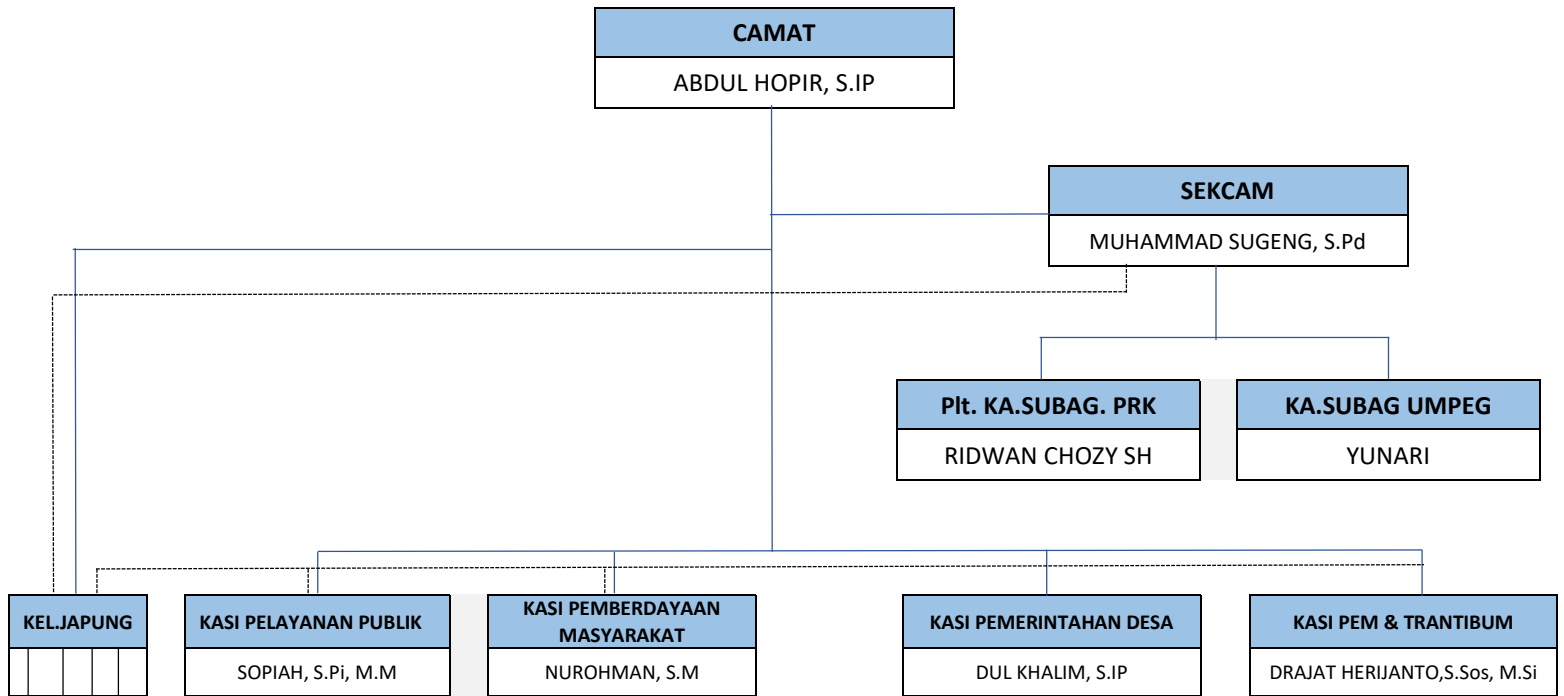 CAMAT
ABDUL HOPIR, S.IP
SEKCAM
MUHAMMAD SUGENG, S.Pd
Plt. KA.SUBAG. PRK
RIDWAN CHOZY SH
KA.SUBAG UMPEG
YUNARI
KEL.JAPUNG
KASI PELAYANAN PUBLIK
SOPIAH, S.Pi, M.M
KASI PEMBERDAYAAN
MASYARAKAT
NUROHMAN, S.M
KASI PEMERINTAHAN DESA
DUL KHALIM, S.IP
KASI PEM & TRANTIBUM
DRAJAT HERIJANTO,S.Sos, M.Si